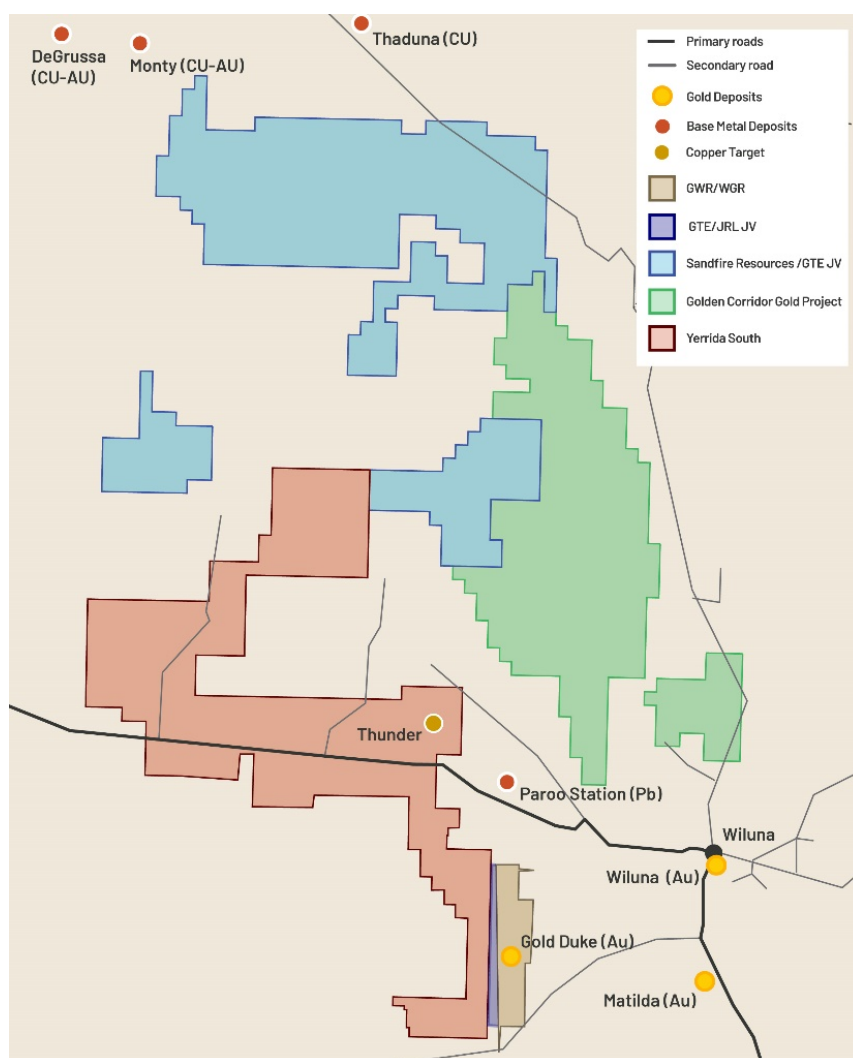 Thaduna (CU)
DeGrussa
(CU-AU)
Monty (CU-AU)
Primary roads
Secondary road
Gold Deposits
Base Metal Deposits
Copper Target
GWR/WGR
GTE/JRL JV
Sandfire Resources /GTE JV
Golden Corridor Gold Project
Yerrida South
Thunder
Paroo Station (Pb)
Wiluna
Wiluna (Au)
Gold Duke (Au)
Matilda (Au)